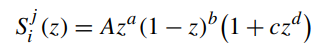 $S_i^j(z) = Az^a(1-z)^b(1+cz^d)$